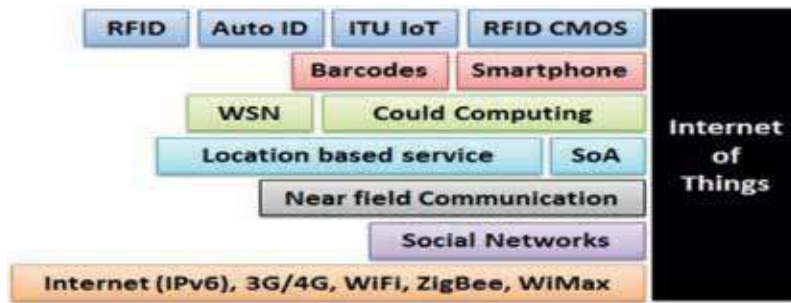 RFID Auto ID ITU IoT RFID CMOS
Barcodes Smartphone
WSN Could Computing
Location based service SoA
Near field Communication
Social Networks
Internet (IPv6), 3G/4G, WiFi, ZigBee, WiMax
Internet
of
Things